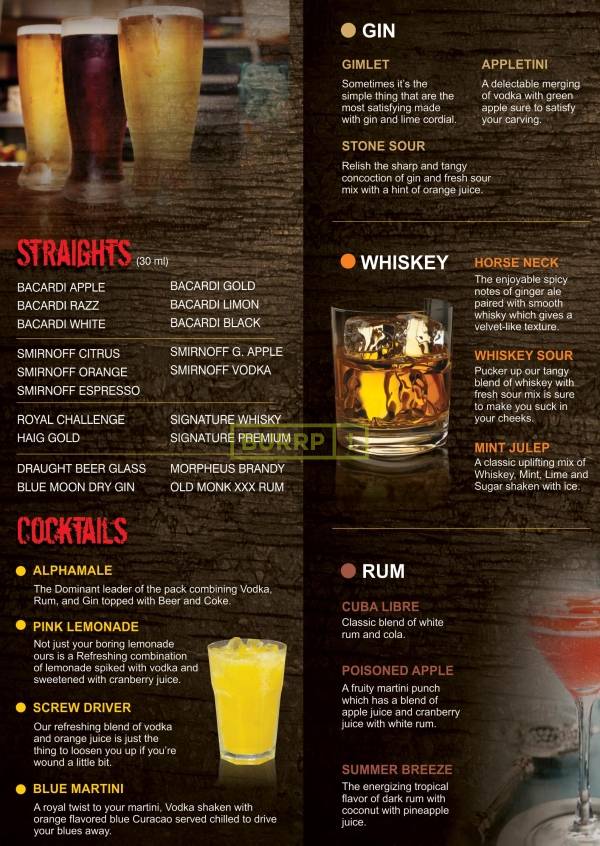 STRAIGHTS (30 ml)
BACARDI APPLE
BACARDI RAZZ
BACARDI WHITE
BACARDI GOLD
BACARDI LIMON
BACARDI BLACK
SMIRNOFF CITRUS
SMIRNOFF ORANGE
SMIRNOFF ESPRESSO
SMIRNOFF G. APPLE
SMIRNOFF VODKA
ROYAL CHALLENGE
HAIG GOLD
SIGNATURE WHISKY
SIGNATURE PREMIUM
DRAUGHT BEER GLASS
BLUE MOON DRY GIN
MORPHEUS BRANDY
OLD MONK XXX RUM
COCKTAILS
ALPHAMALE
The Dominant leader of the pack combining Vodka,
Rum, and Gin topped with Beer and Coke.
PINK LEMONADE
Not just your boring lemonade
ours is a Refreshing combination
of lemonade spiked with vodka and
sweetened with cranberry juice.
SCREW DRIVER
Our refreshing blend of vodka
and orange juice is just the
thing to loosen you up if you're
wound a little bit.
BLUE MARTINI
A royal twist to your martini, Vodka shaken with
orange flavored blue Curacao served chilled to drive
your blues away.
GIN
GIMLET
Sometimes it's the
simple thing that are the
most satisfying made
with gin and lime cordial.
APPLETINI
A delectable merging
of vodka with green
apple sure to satisfy
your carving.
STONE SOUR
Relish the sharp and tangy
concoction of gin and fresh sour
mix with a hint of orange juice.
WHISKEY
HORSE NECK
The enjoyable spicy
notes of ginger ale
paired with smooth
whisky which gives a
velvet-like texture.
WHISKEY SOUR
Pucker up our tangy
blend of whiskey with
fresh sour mix is sure
to make you suck in
your cheeks.
MINT JULEP
A classic uplifting mix of
Whiskey, Mint, Lime and
Sugar shaken with ice.
RUM
CUBA LIBRE
Classic blend of white
rum and cola.
POISONED APPLE
A fruity martini punch
which has a blend of
apple juice and cranberry
juice with white rum.
SUMMER BREEZE
The energizing tropical
flavor of dark rum with
coconut with pineapple
juice.
BURRP !